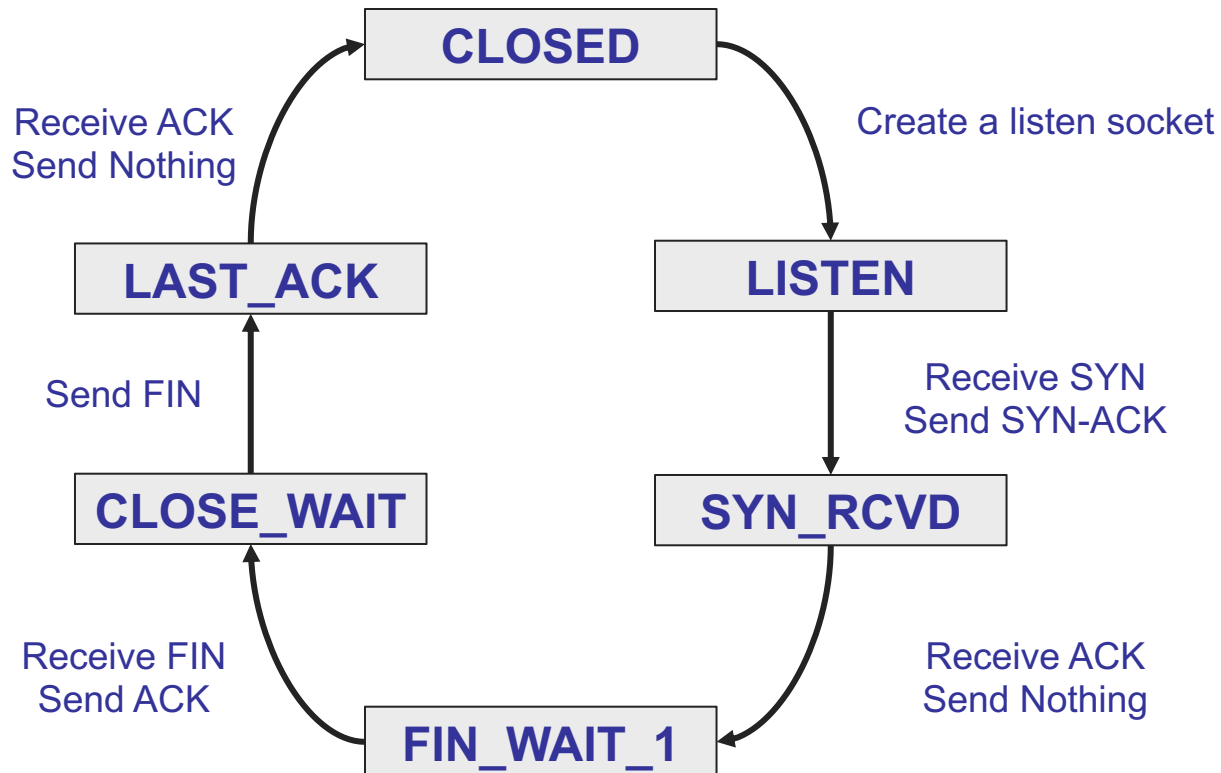 CLOSED
Create a listen socket
LISTEN
Receive SYN
Send SYN-ACK
SYN_RCVD
Receive ACK
Send Nothing
FIN_WAIT_1
Receive FIN
Send ACK
CLOSE_WAIT
Send FIN
LAST_ACK
Receive ACK
Send Nothing